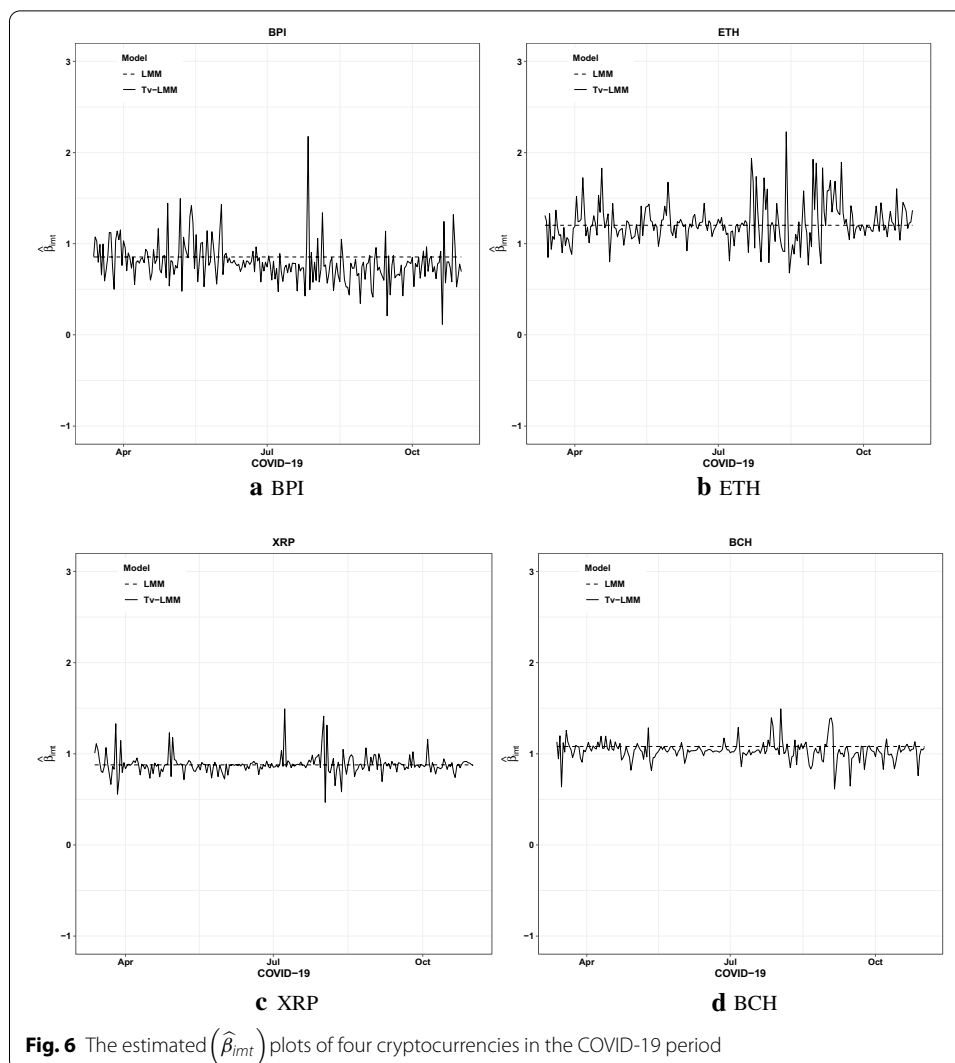 BPI
Model
LMM
Tv−LMM
3
2
1
0
−1
β̂imt
Apr Jul Oct
COVID−19
a BPI
ETH
Model
LMM
Tv−LMM
3
2
1
0
−1
β̂imt
Apr Jul Oct
COVID−19
b ETH
XRP
Model
LMM
Tv−LMM
3
2
1
0
−1
β̂imt
Apr Jul Oct
COVID−19
c XRP
BCH
Model
LMM
Tv−LMM
3
2
1
0
−1
β̂imt
Apr Jul Oct
COVID−19
d BCH
Fig. 6 The estimated (β̂imt) plots of four cryptocurrencies in the COVID-19 period